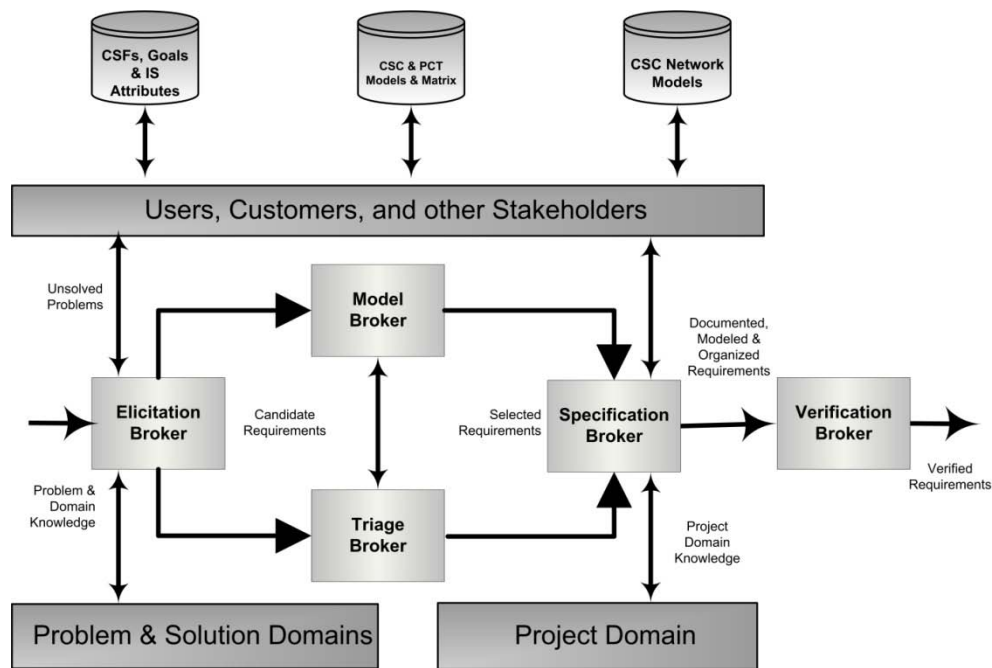 CSFs, Goals
& IS
Attributes
CSC & PCT
Models & Matrix
CSC Network
Models
Users, Customers, and other Stakeholders
Unsolved
Problems
Model
Broker
Documented,
Modeled &
Organized
Requirements
Elicitation
Broker
Candidate
Requirements
Selected
Requirements
Specification
Broker
Verification
Broker
Verified
Requirements
Problem &
Domain
Knowledge
Triage
Broker
Project
Domain
Knowledge
Problem & Solution Domains
Project Domain